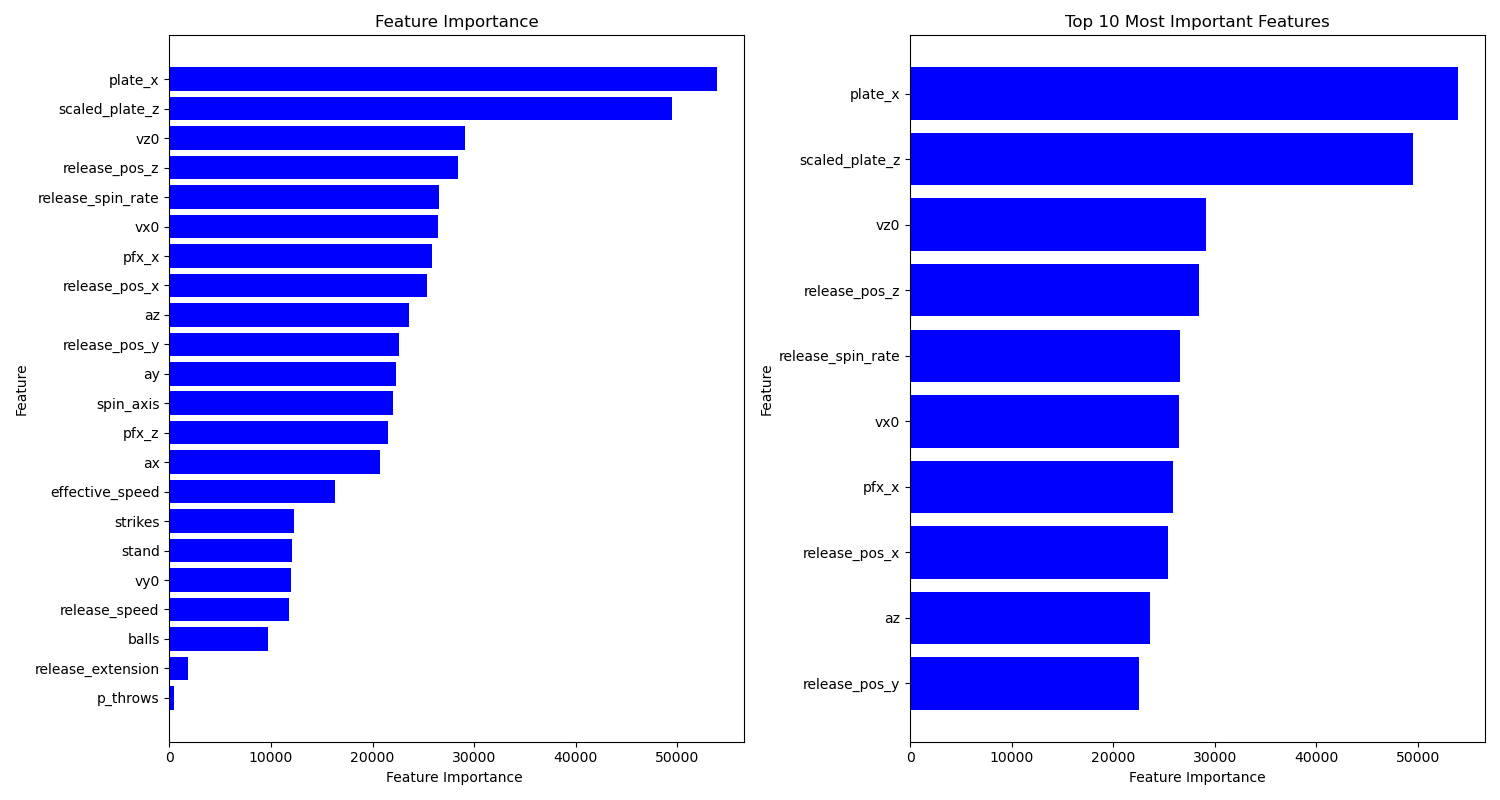 Feature Importance
Feature
plate_x
scaled_plate_z
vz0
release_pos_z
release_spin_rate
vx0
pfx_x
release_pos_x
az
release_pos_y
ay
spin_axis
pfx_z
ax
effective_speed
strikes
stand
vy0
release_speed
balls
release_extension
p_throws
0 10000 20000 30000 40000 50000
Feature Importance
Top 10 Most Important Features
Feature
plate_x
scaled_plate_z
vz0
release_pos_z
release_spin_rate
vx0
pfx_x
release_pos_x
az
release_pos_y
0 10000 20000 30000 40000 50000
Feature Importance